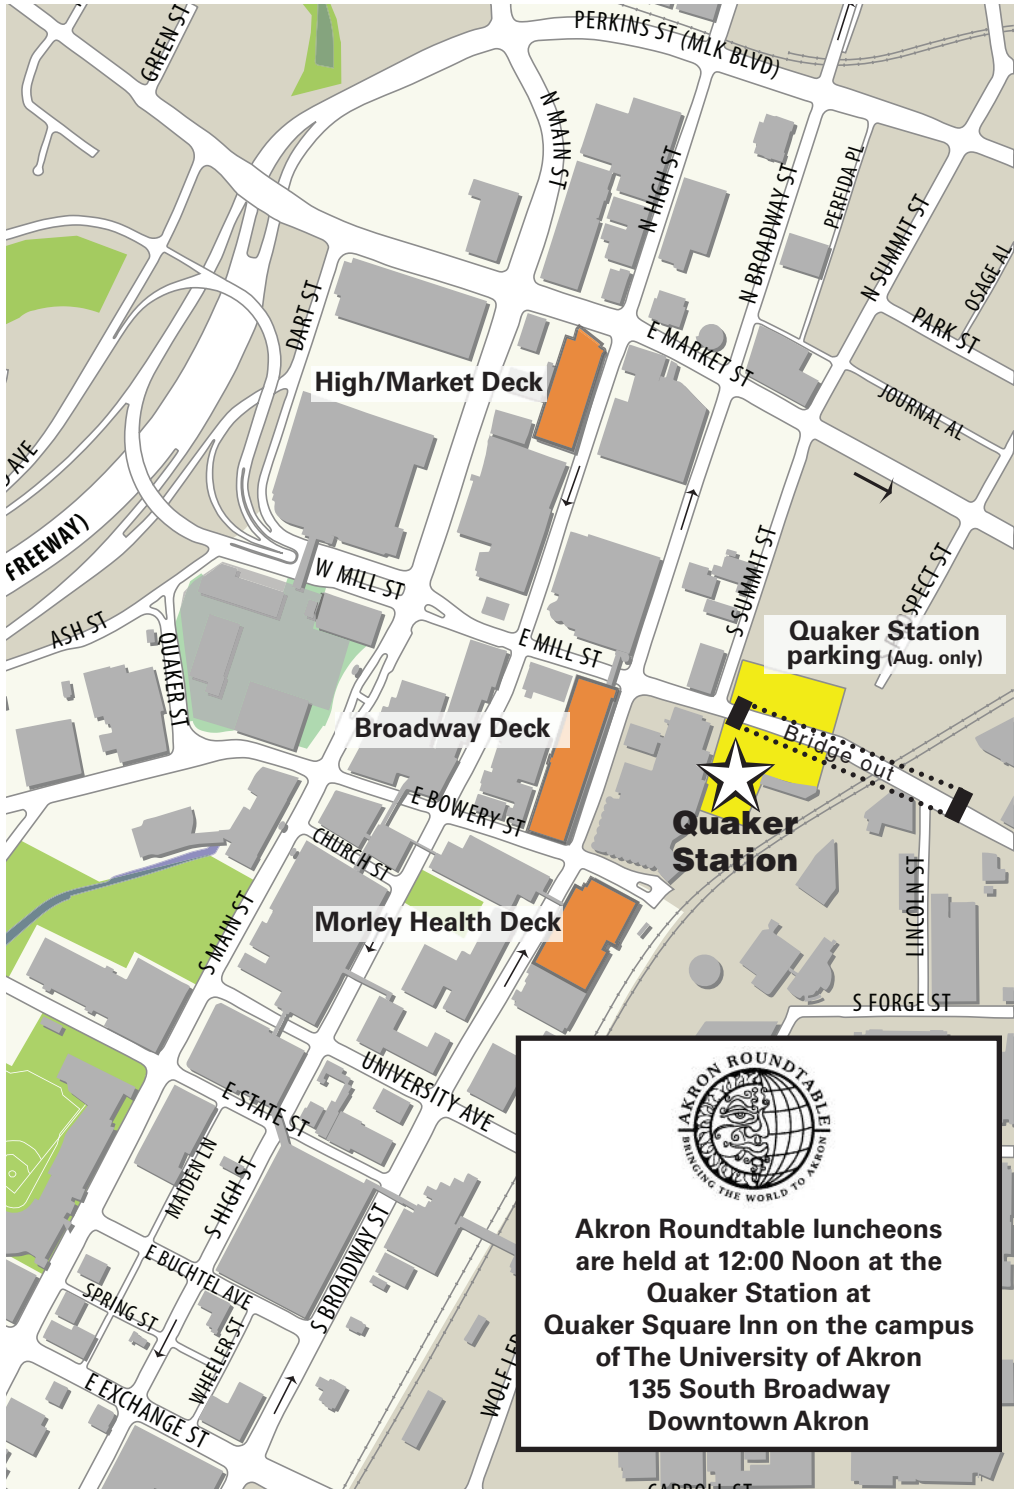 PERKINS ST (MLK BLVD)
GREEN ST
N MAIN ST
N HIGH ST
N BROADWAY ST
PERFIDA PL
N SUMMIT ST
OSAGE AL
PARK ST
DART ST
E MARKET ST
High/Market Deck
JOURNAL AL
AVE
FREEWAY)
W MILL ST
S SUMMIT ST
ASH ST
QUAKER ST
E MILL ST
Quaker Station
parking (Aug. only)
Broadway Deck
Bridge out
E BOWERY ST
Quaker
Station
CHURCH ST
LINCOLN ST
S MAIN ST
Morley Health Deck
S FORGE ST
UNIVERSITY AVE
E STATE ST
MAIDEN LN
S HIGH ST
S BROADWAY ST
E BUCHTEL AVE
SPRING ST
WHEELER ST
E EXCHANGE ST
AKRON ROUNDTABLE
BRINGING THE WORLD TO AKRON
Akron Roundtable luncheons
are held at 12:00 Noon at the
Quaker Station at
Quaker Square Inn on the campus
of The University of Akron
135 South Broadway
Downtown Akron